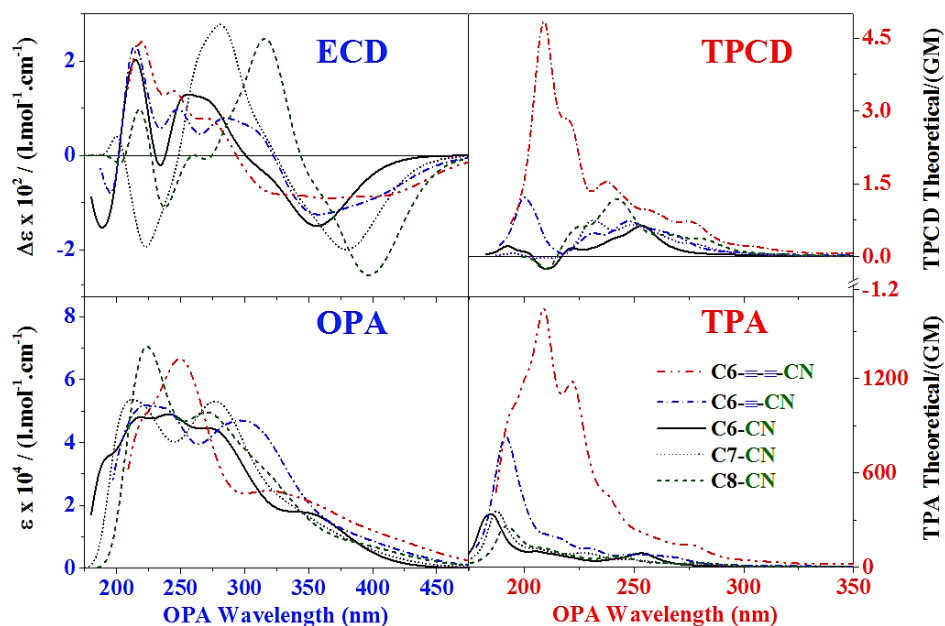 ECD
TPCD
Δε x 10² / (l.mol⁻¹.cm⁻¹)
2
0
-2
4.5
3.0
1.5
0.0
-1.2
TPCD Theoretical/(GM)
OPA
TPA
ε x 10⁴ / (l.mol⁻¹.cm⁻¹)
8
6
4
2
0
C6-≡-≡-CN
C6-≡-CN
C6-CN
C7-CN
C8-CN
1200
600
0
TPA Theoretical/(GM)
200 250 300 350 400 450
200 250 300 350
OPA Wavelength (nm)
OPA Wavelength (nm)